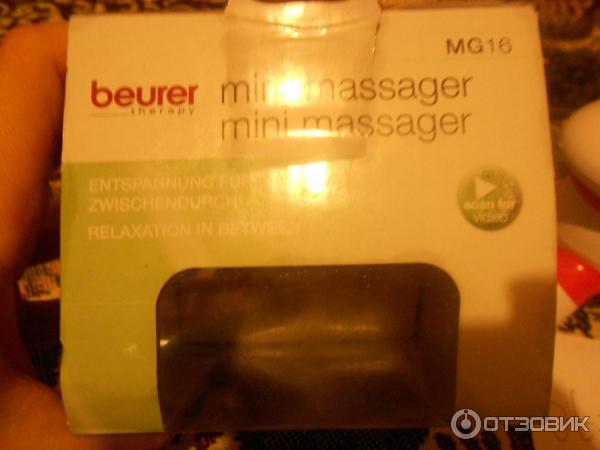 MG16
beurer
therapy
mini massager
mini massager
ENTSPANNUNG FÜR
ZWISCHENDURCH!
RELAXATION IN BETWEEN
scan for
video
ОТЗОВИК